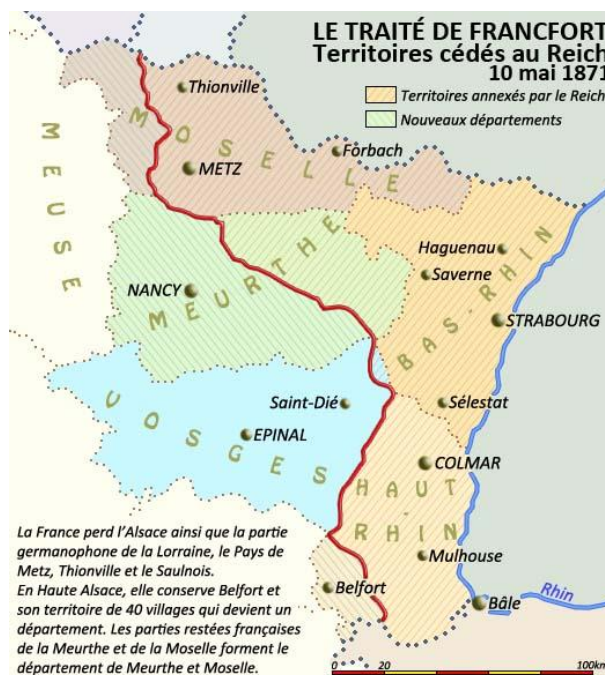 LE TRAITÉ DE FRANCFORT
Territoires cédés au Reich
10 mai 1871
Territoires annexés par le Reich
Nouveaux départements
Thionville
MOSELLE
Forbach
METZ
MEUSE
Haguenau
Saverne
NANCY
MEURTHE
BAS-RHIN
STRABOURG
Saint-Dié
Sélestat
EPINAL
VOSGES
COLMAR
HAUT-
RHIN
Mulhouse
Belfort
Bâle
Rhin
La France perd l’Alsace ainsi que la partie
germanophone de la Lorraine, le Pays de
Metz, Thionville et le Saulnois.
En Haute Alsace, elle conserve Belfort et
son territoire de 40 villages qui devient un
département. Les parties restées françaises
de la Meurthe et de la Moselle forment le
département de Meurthe et Moselle.
0 20 100km